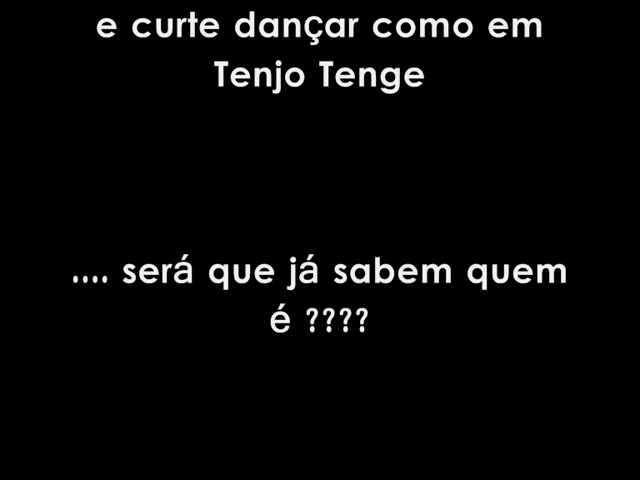 e curte dançar como em
Tenjo Tenge
.... será que já sabem quem
é ????